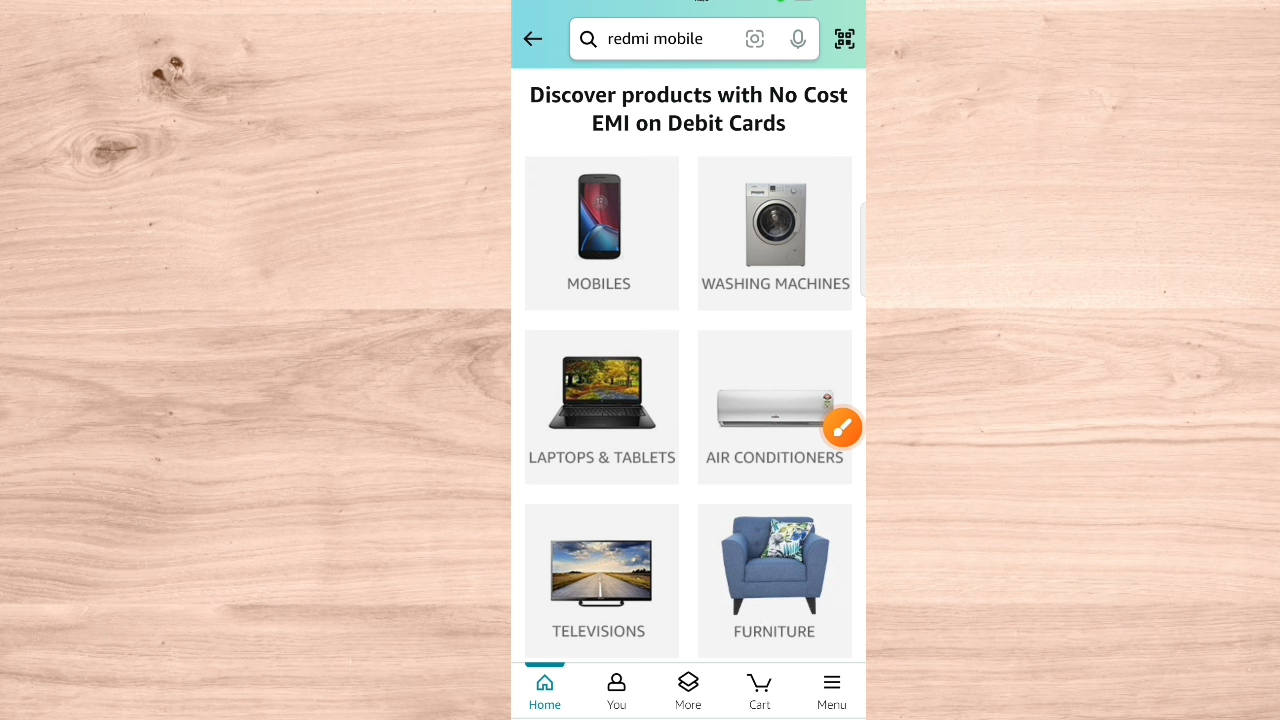 redmi mobile
Discover products with No Cost
EMI on Debit Cards
MOBILES
WASHING MACHINES
LAPTOPS & TABLETS
AIR CONDITIONERS
TELEVISIONS
FURNITURE
Home
You
More
Cart
Menu